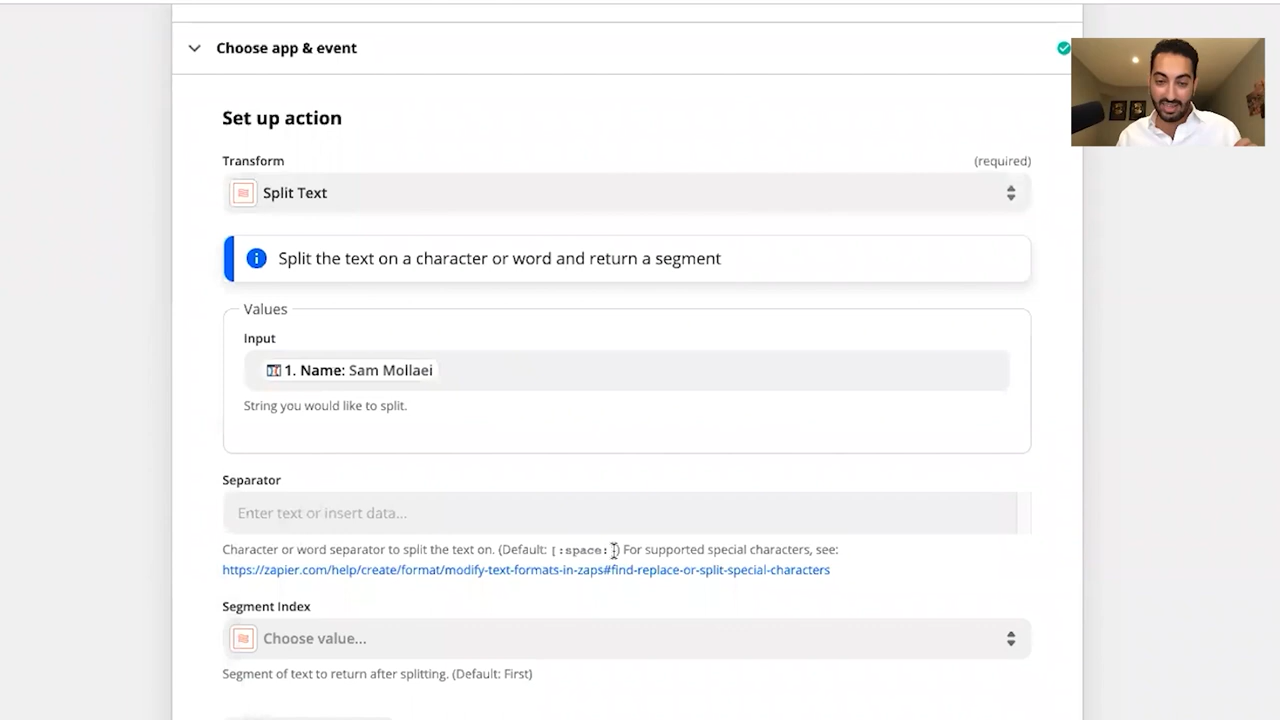 Choose app & event
Set up action
Transform
(required)
Split Text
Split the text on a character or word and return a segment
Values
Input
1. Name: Sam Mollaei
String you would like to split.
Separator
Enter text or insert data...
Character or word separator to split the text on. (Default: [:space:]) For supported special characters, see:
https://zapier.com/help/create/format/modify-text-formats-in-zaps#find-replace-or-split-special-characters
Segment Index
Choose value...
Segment of text to return after splitting. (Default: First)